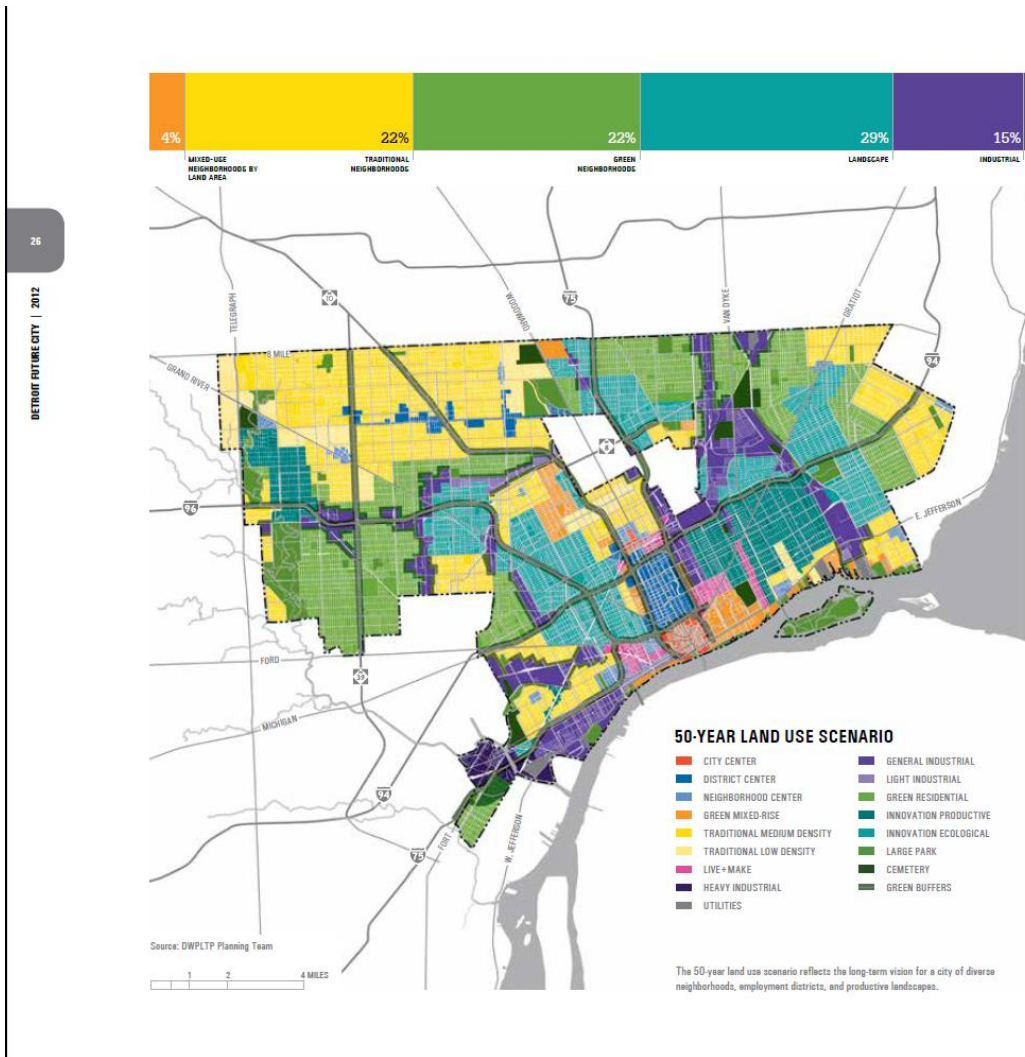 4%
22%
22%
29%
15%
MIXED-USE
NEIGHBORHOODS BY
LAND AREA
TRADITIONAL
NEIGHBORHOODS
GREEN
NEIGHBORHOODS
LANDSCAPE
INDUSTRIAL
26
DETROIT FUTURE CITY | 2012
TELEGRAPH
10
WOODWARD
75
VAN DYKE
GRATIOT
94
8 MILE
GRAND RIVER
8
96
E. JEFFERSON
FORD
39
MICHIGAN
94
75
FORT
W. JEFFERSON
50-YEAR LAND USE SCENARIO
CITY CENTER
DISTRICT CENTER
NEIGHBORHOOD CENTER
GREEN MIXED-RISE
TRADITIONAL MEDIUM DENSITY
TRADITIONAL LOW DENSITY
LIVE+MAKE
HEAVY INDUSTRIAL
UTILITIES
GENERAL INDUSTRIAL
LIGHT INDUSTRIAL
GREEN RESIDENTIAL
INNOVATION PRODUCTIVE
INNOVATION ECOLOGICAL
LARGE PARK
CEMETERY
GREEN BUFFERS
Source: DWPLTP Planning Team
1 2 4 MILES
The 50-year land use scenario reflects the long-term vision for a city of diverse
neighborhoods, employment districts, and productive landscapes.